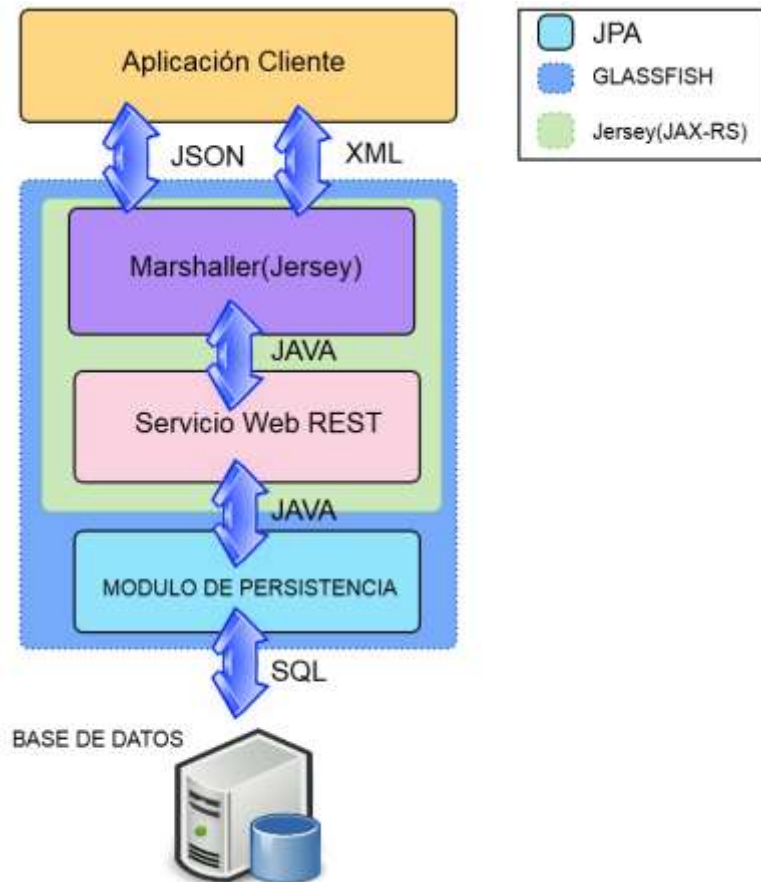 Aplicación Cliente
JPA
GLASSFISH
Jersey(JAX-RS)
JSON
XML
Marshaller(Jersey)
JAVA
Servicio Web REST
JAVA
MODULO DE PERSISTENCIA
SQL
BASE DE DATOS